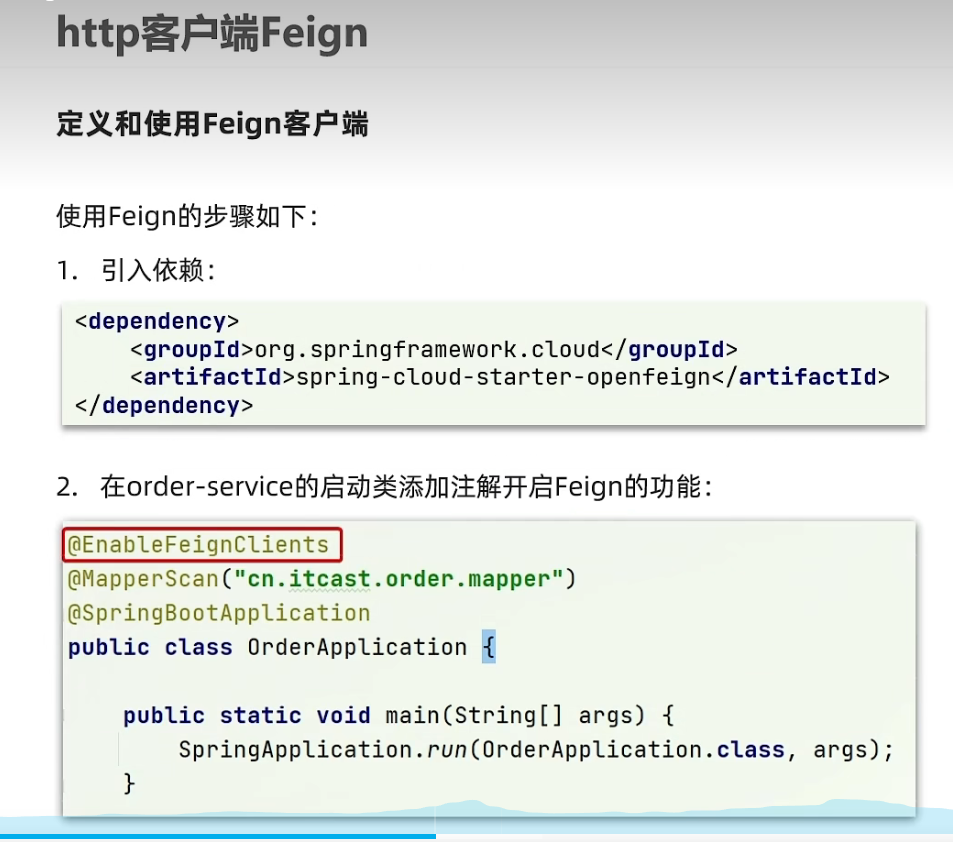 http客户端Feign
定义和使用Feign客户端
使用Feign的步骤如下：
1. 引入依赖：
<dependency>
    <groupId>org.springframework.cloud</groupId>
    <artifactId>spring-cloud-starter-openfeign</artifactId>
</dependency>
2. 在order-service的启动类添加注解开启Feign的功能：
@EnableFeignClients
@MapperScan("cn.itcast.order.mapper")
@SpringBootApplication
public class OrderApplication {
    public static void main(String[] args) {
        SpringApplication.run(OrderApplication.class, args);
    }